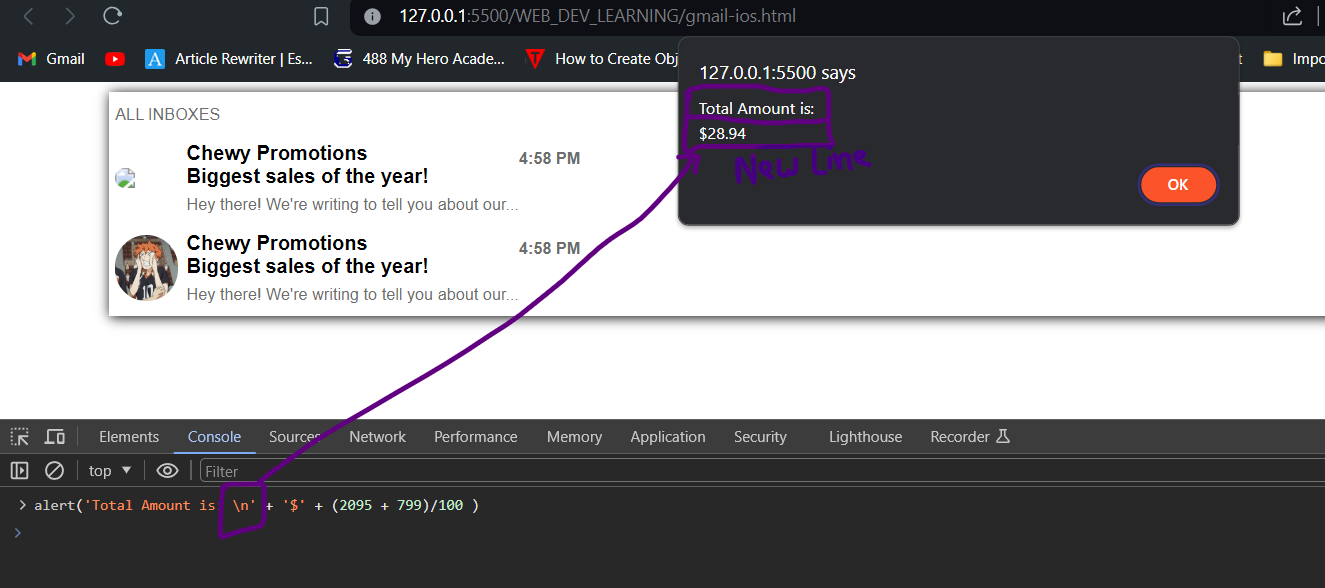 127.0.0.1:5500/WEB_DEV_LEARNING/gmail-ios.html
Gmail
Article Rewriter | Es...
488 My Hero Acade...
How to Create Obj
t
Impo
127.0.0.1:5500 says
Total Amount is:
$28.94
New Line
OK
ALL INBOXES
Chewy Promotions
4:58 PM
Biggest sales of the year!
Hey there! We're writing to tell you about our...
Chewy Promotions
4:58 PM
Biggest sales of the year!
Hey there! We're writing to tell you about our...
Elements Console Sources Network Performance Memory Application Security Lighthouse Recorder
top Filter
> alert('Total Amount is: \n' + '$' + (2095 + 799)/100 )
>